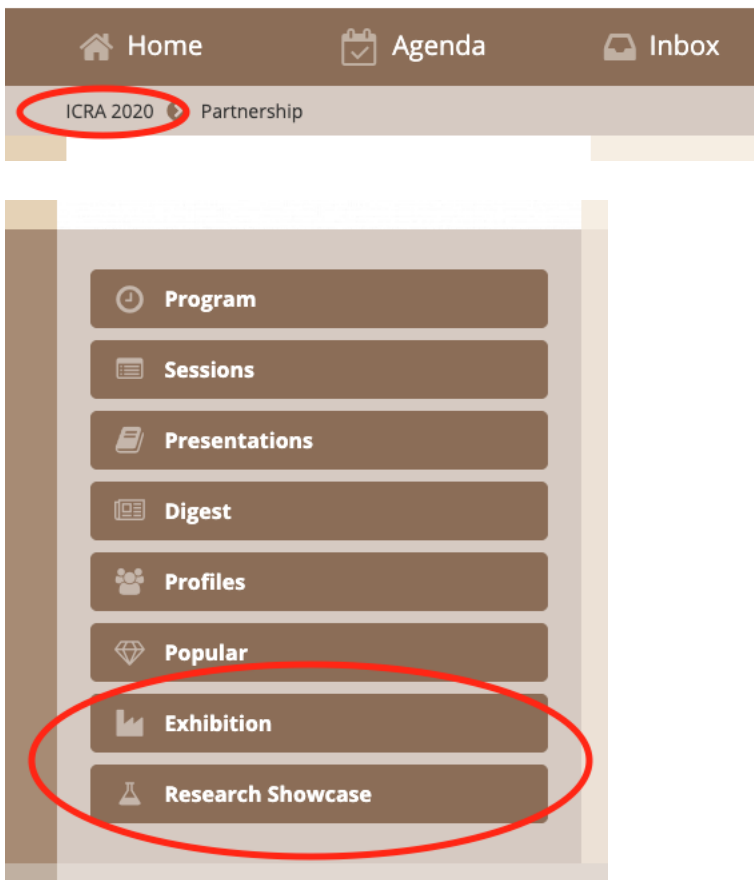 Home Agenda Inbox
ICRA 2020 Partnership
Program
Sessions
Presentations
Digest
Profiles
Popular
Exhibition
Research Showcase